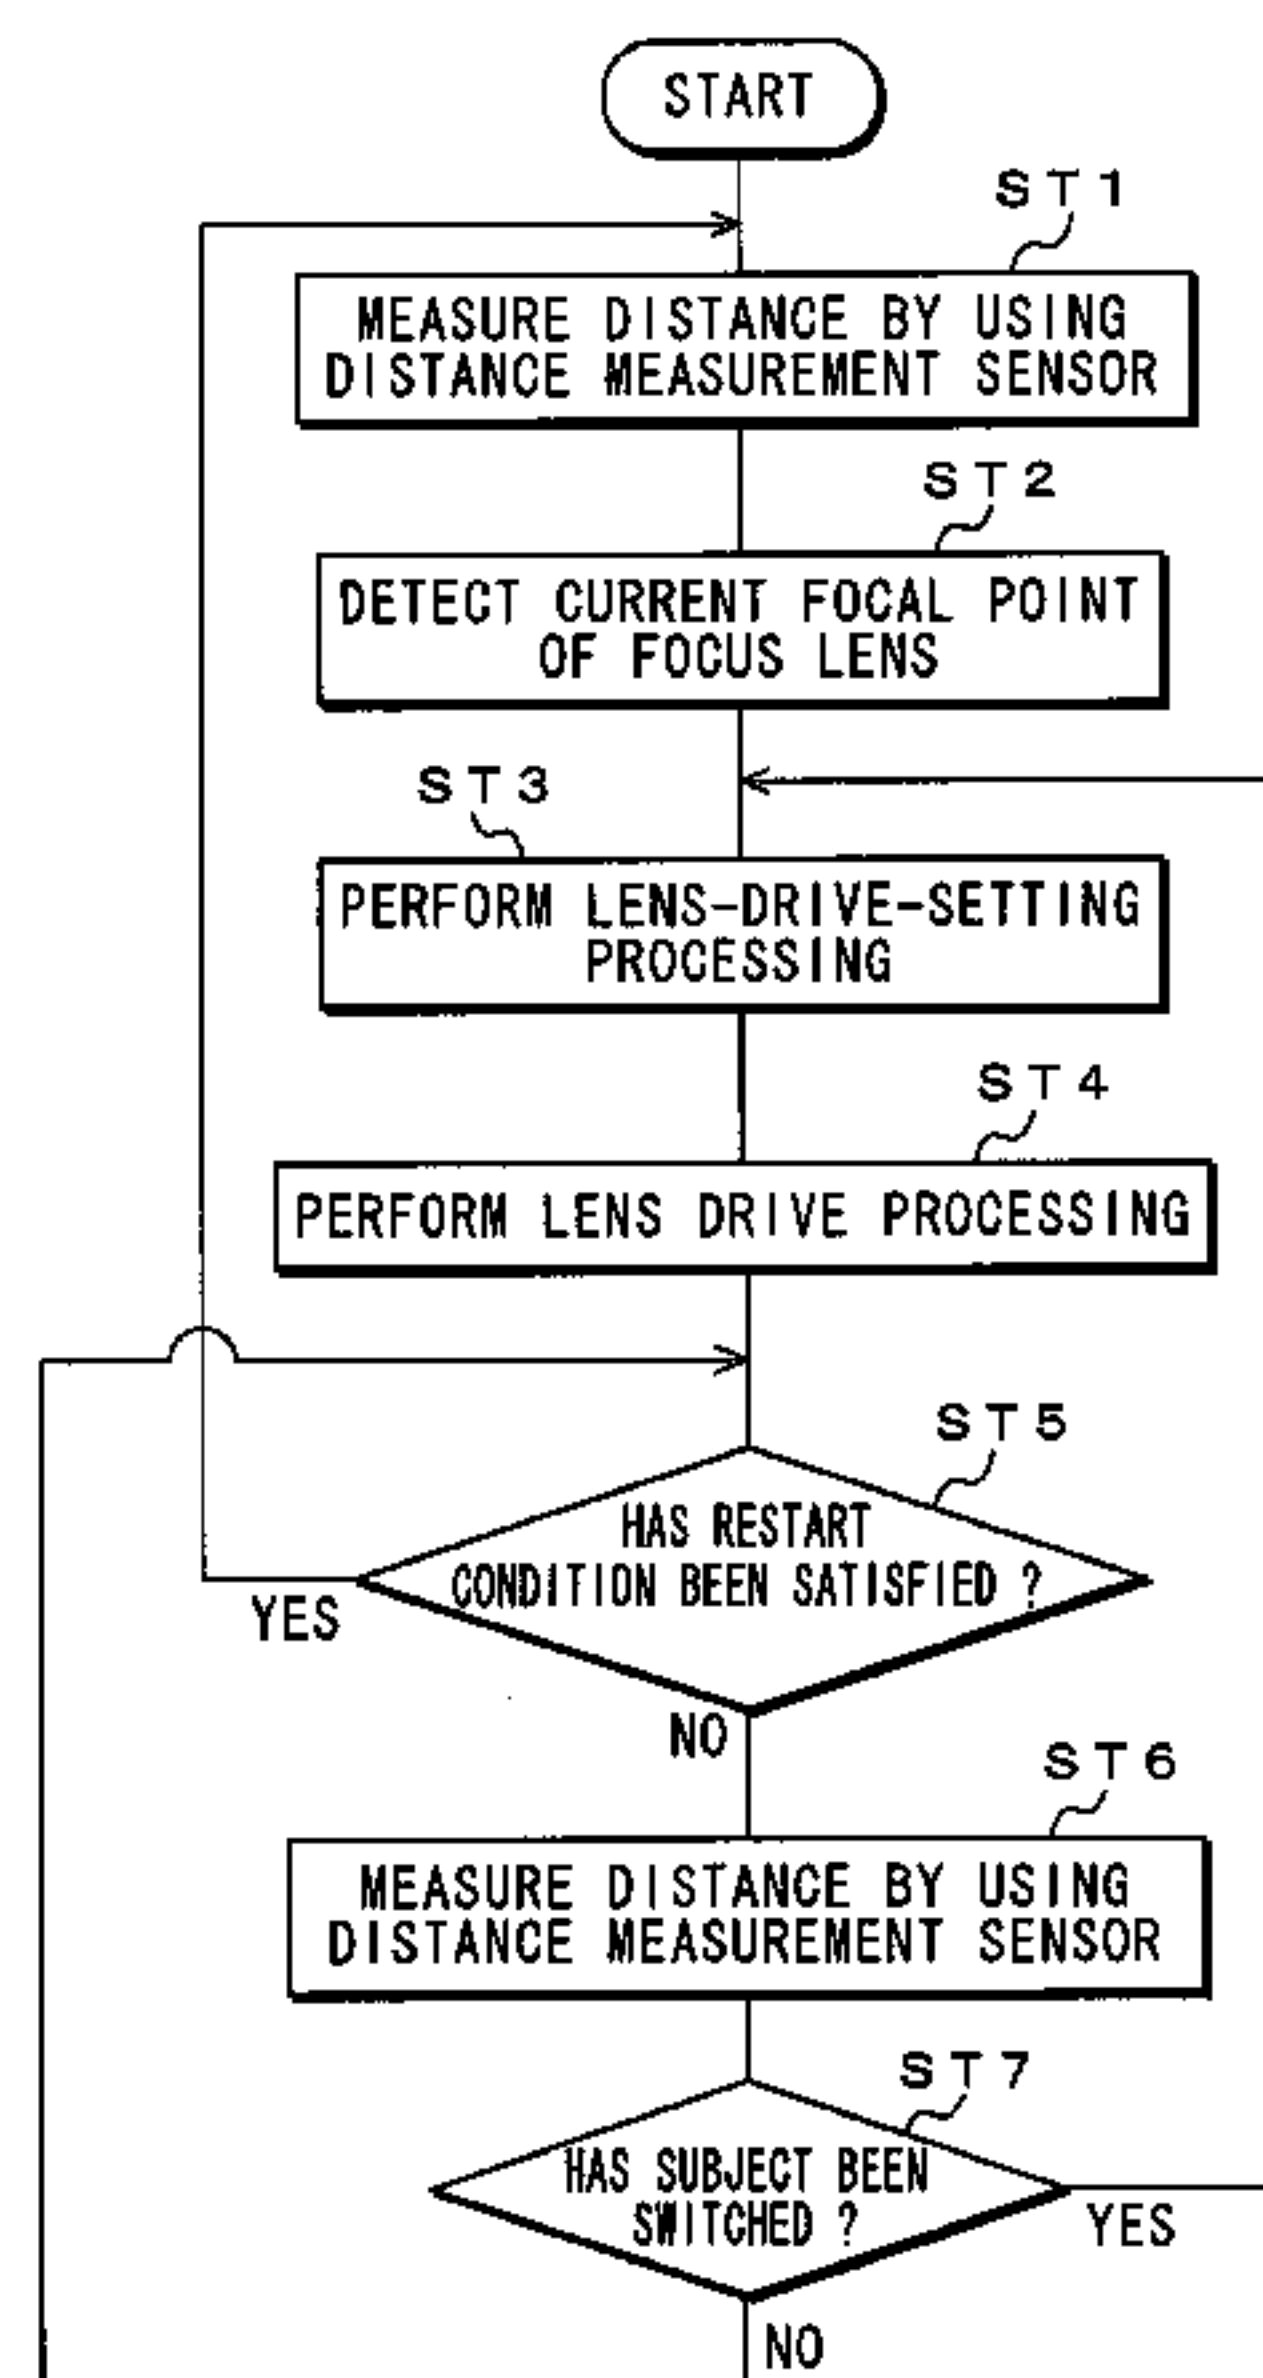 START
ST1
MEASURE DISTANCE BY USING
DISTANCE MEASUREMENT SENSOR
ST2
DETECT CURRENT FOCAL POINT
OF FOCUS LENS
ST3
PERFORM LENS-DRIVE-SETTING
PROCESSING
ST4
PERFORM LENS DRIVE PROCESSING
ST5
HAS RESTART
CONDITION BEEN SATISFIED ?
YES
NO
ST6
MEASURE DISTANCE BY USING
DISTANCE MEASUREMENT SENSOR
ST7
HAS SUBJECT BEEN
SWITCHED ?
YES
NO